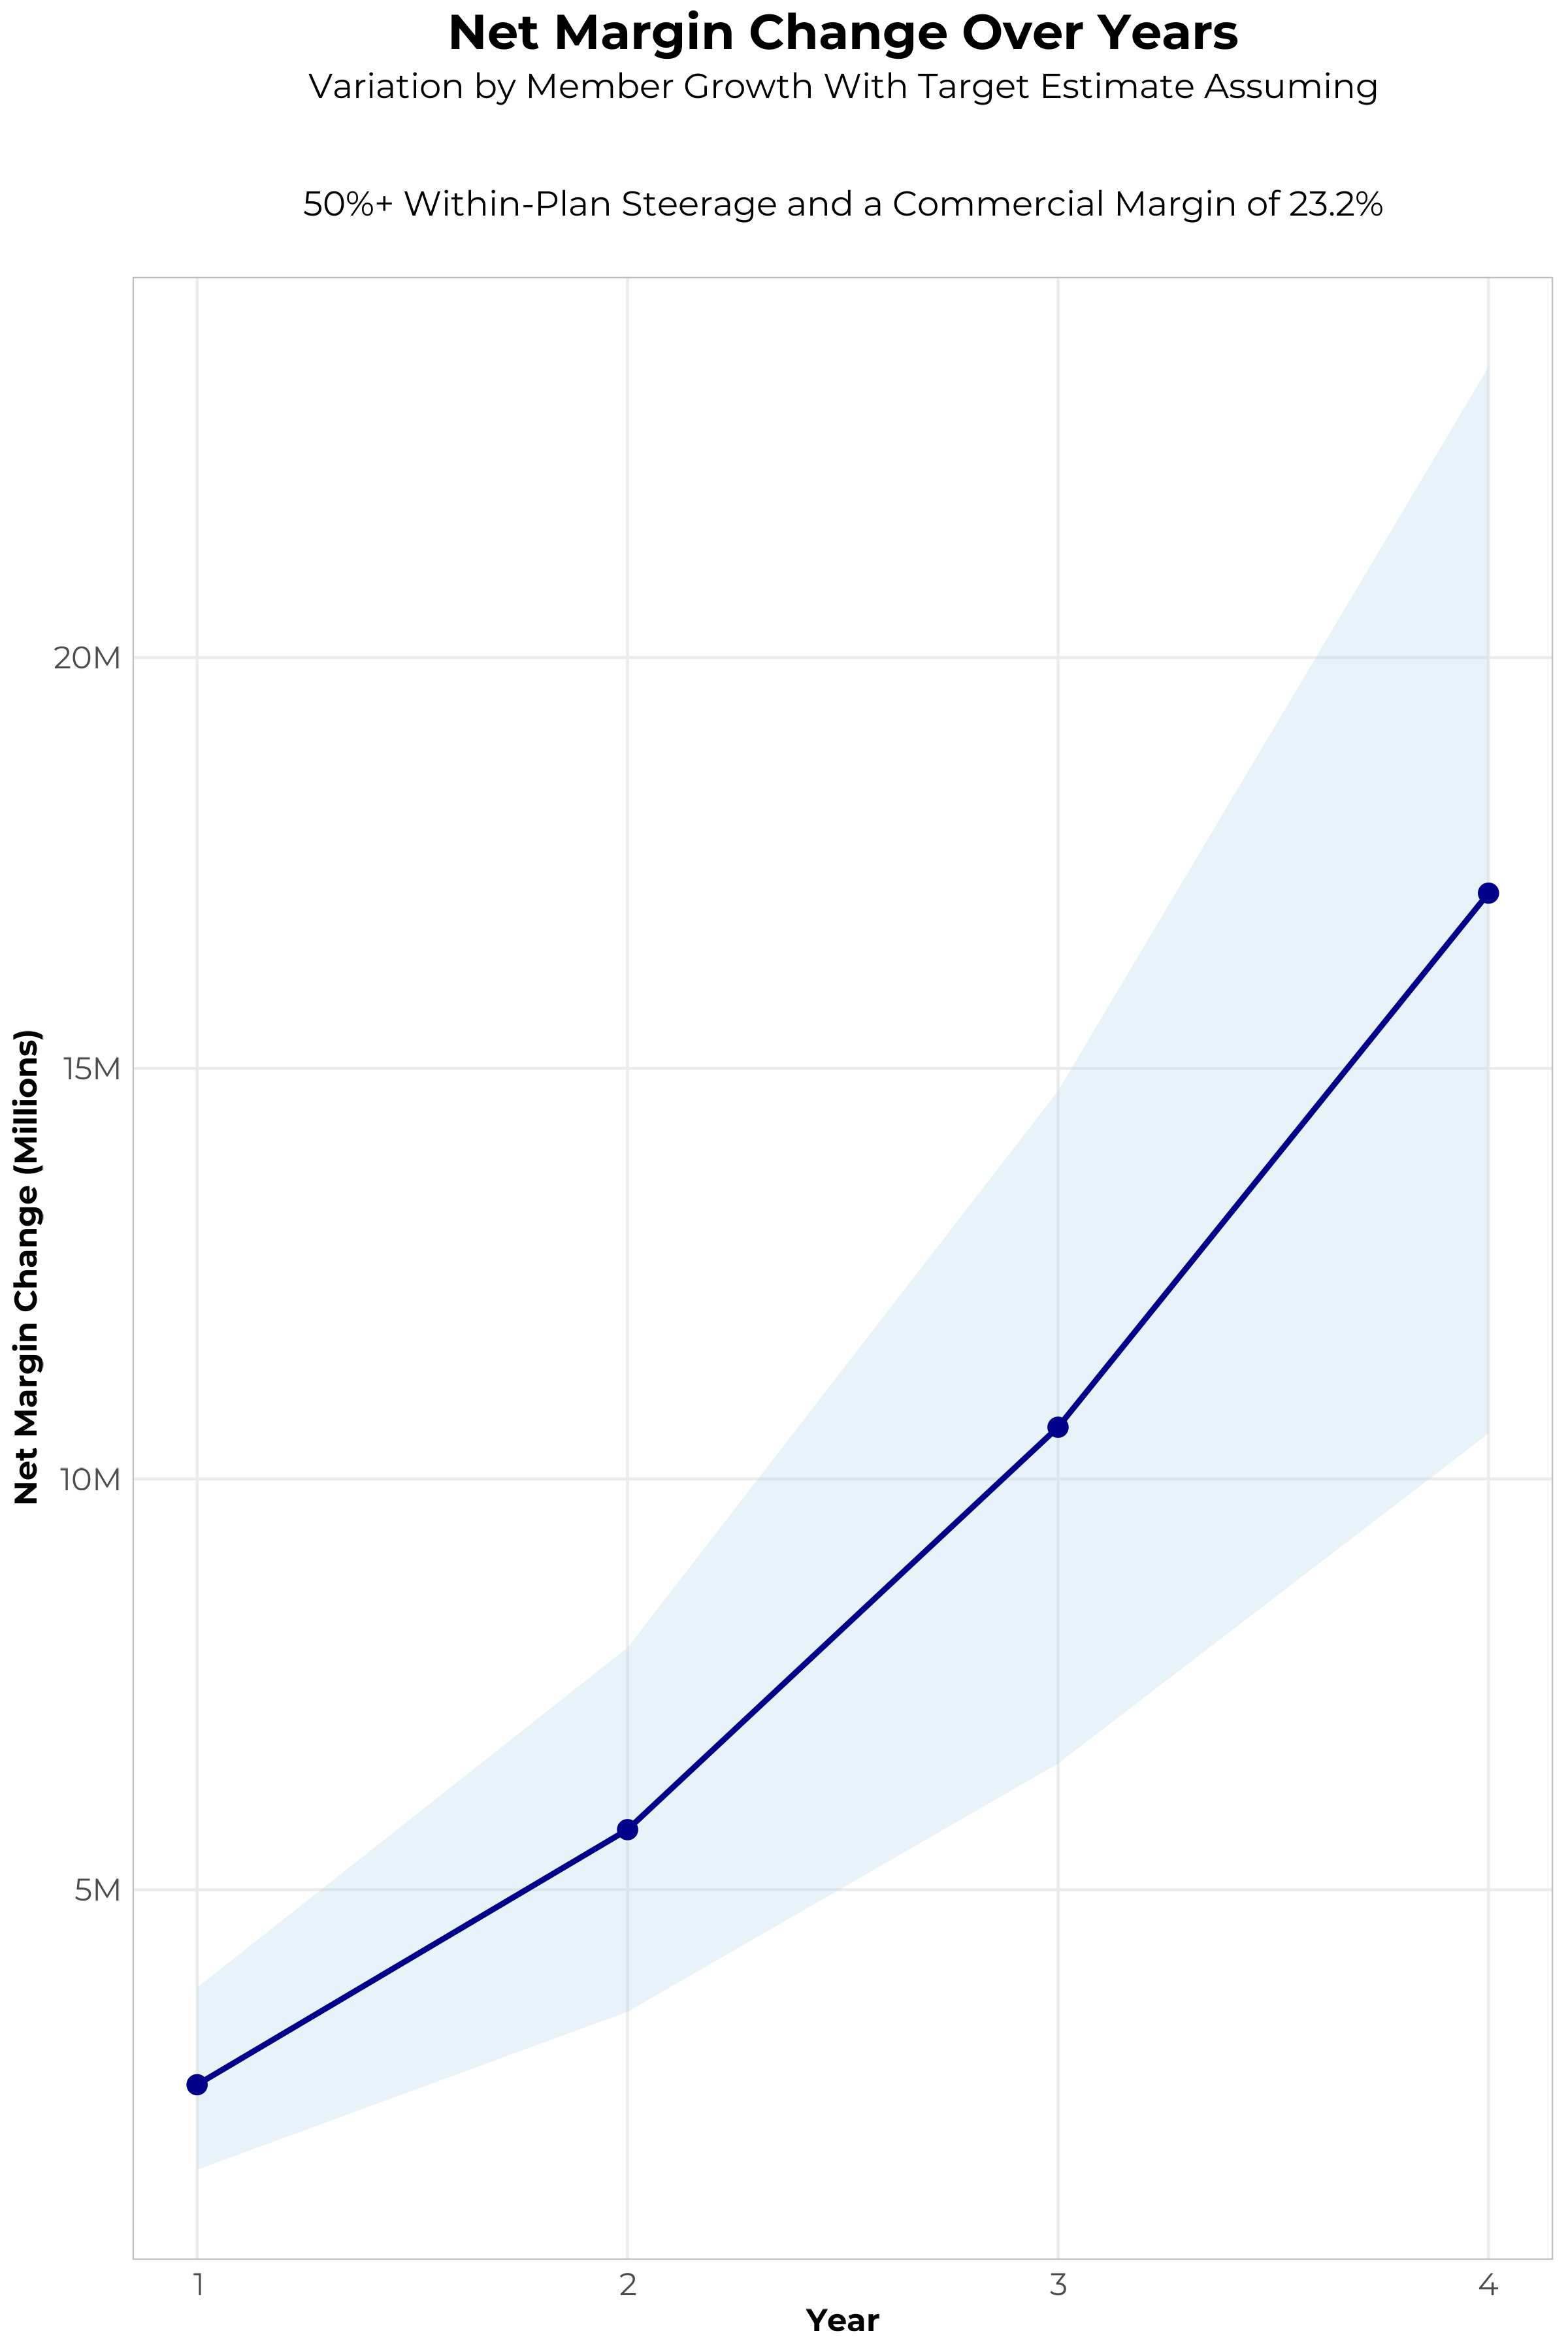 Net Margin Change Over Years
Variation by Member Growth With Target Estimate Assuming
50%+ Within-Plan Steerage and a Commercial Margin of 23.2%
Net Margin Change (Millions)
20M
15M
10M
5M
1 2 3 4
Year